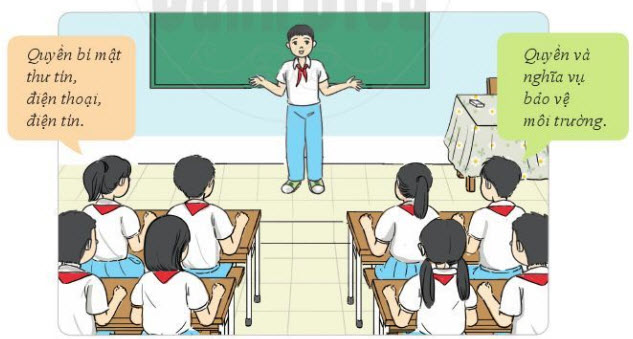 Quyền bí mật
thư tín,
điện thoại,
điện tín.
Quyền và
nghĩa vụ
bảo vệ
môi trường.